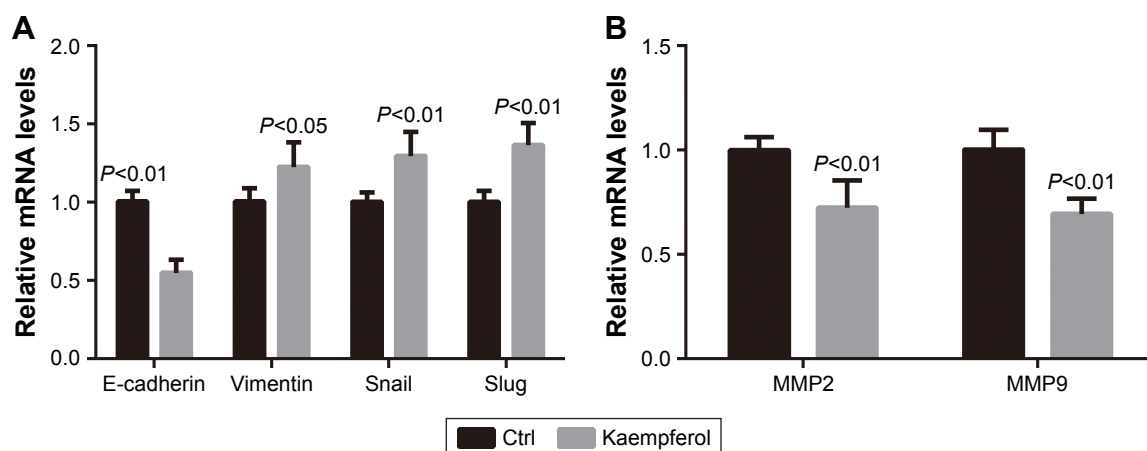 A
Relative mRNA levels
2.0
1.5
1.0
0.5
0.0
P<0.01
P<0.05
P<0.01
P<0.01
E-cadherin Vimentin Snail Slug
B
Relative mRNA levels
1.5
1.0
0.5
0.0
P<0.01
P<0.01
MMP2 MMP9
Ctrl Kaempferol